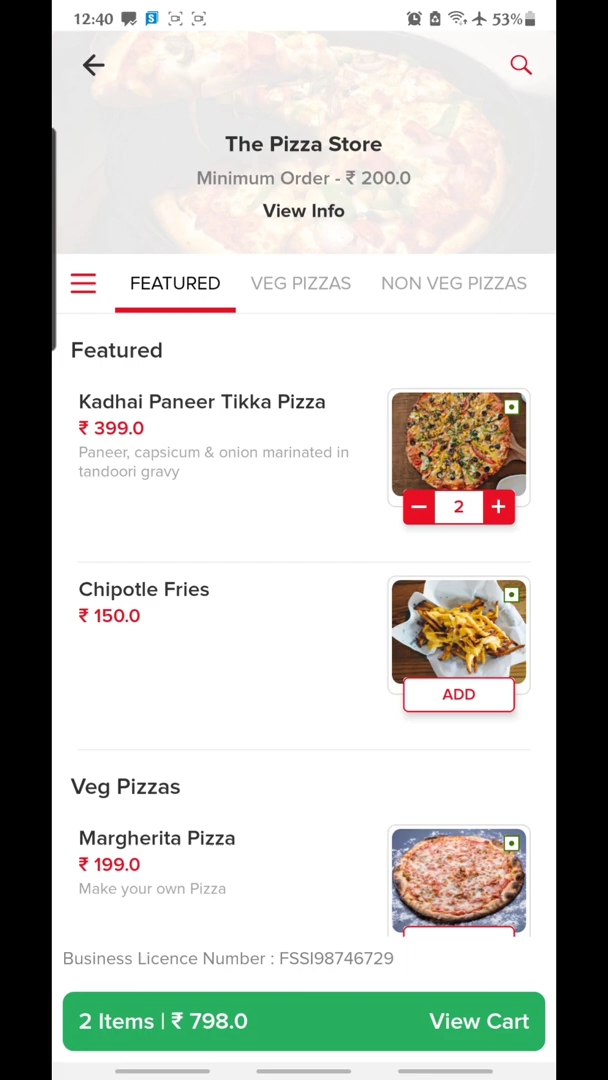 12:40
53%
The Pizza Store
Minimum Order - ₹ 200.0
View Info
FEATURED VEG PIZZAS NON VEG PIZZAS
Featured
Kadhai Paneer Tikka Pizza
₹ 399.0
Paneer, capsicum & onion marinated in
tandoori gravy
− 2 +
Chipotle Fries
₹ 150.0
ADD
Veg Pizzas
Margherita Pizza
₹ 199.0
Make your own Pizza
Business Licence Number : FSSI98746729
2 Items | ₹ 798.0 View Cart